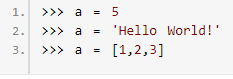 1. >>> a = 5
2. >>> a = 'Hello World!'
3. >>> a = [1,2,3]